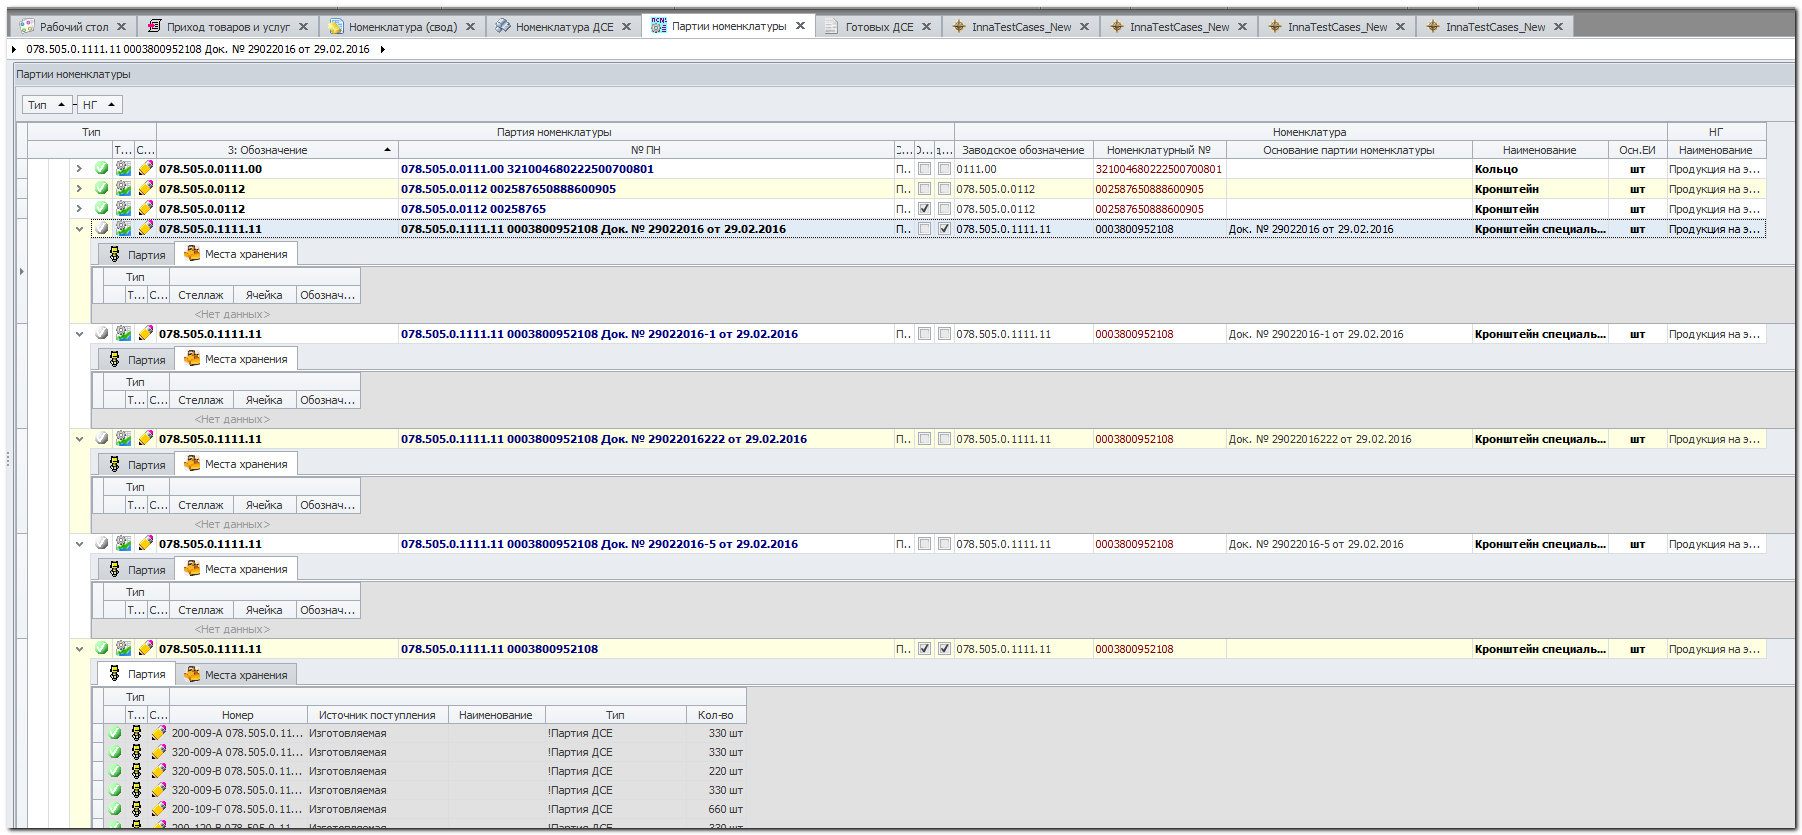 Рабочий стол Приход товаров и услуг Номенклатура (свод) Номенклатура ДСЕ Партии номенклатуры Готовых ДСЕ InnaTestCases_New InnaTestCases_New InnaTestCases_New InnaTestCases_New
078.505.0.1111.11 0003800952108 Док. № 29022016 от 29.02.2016
Партии номенклатуры
Тип НГ
Тип Партия номенклатуры Номенклатура НГ
Т... С... 3: Обозначение № ПН С... О... Заводское обозначение Номенклатурный № Основание партии номенклатуры Наименование Осн.ЕИ Наименование
078.505.0.0111.00 078.505.0.0111.00 321004680222500700801 П.. 0111.00 321004680222500700801 Кольцо шт Продукция на э...
078.505.0.0112 078.505.0.0112 002587650888600905 П.. 078.505.0.0112 002587650888600905 Кронштейн шт Продукция на э...
078.505.0.0112 078.505.0.0112 00258765 П.. 078.505.0.0112 002587650888600905 Кронштейн шт Продукция на э...
078.505.0.1111.11 078.505.0.1111.11 0003800952108 Док. № 29022016 от 29.02.2016 П.. 078.505.0.1111.11 0003800952108 Док. № 29022016 от 29.02.2016 Кронштейн специаль... шт Продукция на э...
Партия Места хранения
Тип
Т... С... Стеллаж Ячейка Обознач...
<Нет данных>
078.505.0.1111.11 078.505.0.1111.11 0003800952108 Док. № 29022016-1 от 29.02.2016 П.. 078.505.0.1111.11 0003800952108 Док. № 29022016-1 от 29.02.2016 Кронштейн специаль... шт Продукция на э...
Партия Места хранения
Тип
Т... С... Стеллаж Ячейка Обознач...
<Нет данных>
078.505.0.1111.11 078.505.0.1111.11 0003800952108 Док. № 29022016222 от 29.02.2016 П.. 078.505.0.1111.11 0003800952108 Док. № 29022016222 от 29.02.2016 Кронштейн специаль... шт Продукция на э...
Партия Места хранения
Тип
Т... С... Стеллаж Ячейка Обознач...
<Нет данных>
078.505.0.1111.11 078.505.0.1111.11 0003800952108 Док. № 29022016-5 от 29.02.2016 П.. 078.505.0.1111.11 0003800952108 Док. № 29022016-5 от 29.02.2016 Кронштейн специаль... шт Продукция на э...
Партия Места хранения
Тип
Т... С... Стеллаж Ячейка Обознач...
<Нет данных>
078.505.0.1111.11 078.505.0.1111.11 0003800952108 П.. 078.505.0.1111.11 0003800952108 Кронштейн специаль... шт Продукция на э...
Партия Места хранения
Тип
Т... С... Номер Источник поступления Наименование Тип Кол-во
200-009-А 078.505.0.11... Изготовляемая !Партия ДСЕ 330 шт
320-009-А 078.505.0.11... Изготовляемая !Партия ДСЕ 330 шт
320-009-В 078.505.0.11... Изготовляемая !Партия ДСЕ 220 шт
320-009-Б 078.505.0.11... Изготовляемая !Партия ДСЕ 330 шт
200-109-Г 078.505.0.11... Изготовляемая !Партия ДСЕ 660 шт
Изготовляемая !Партия ДСЕ